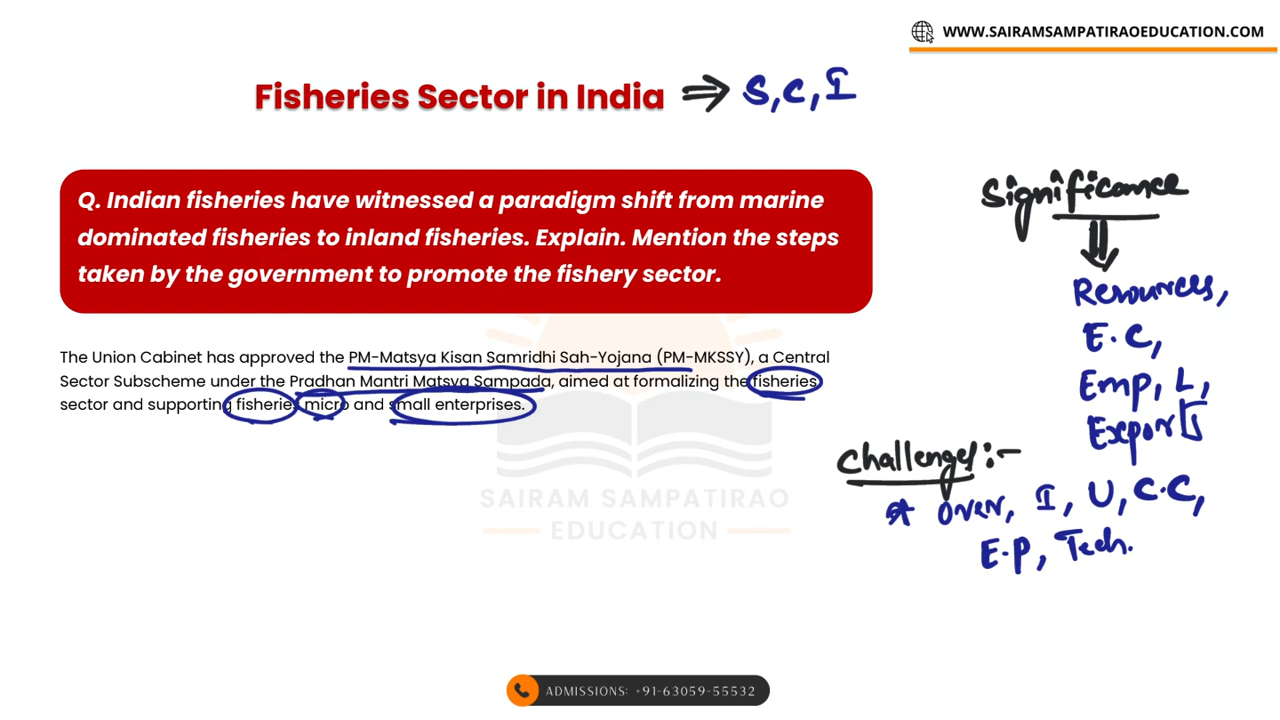 WWW.SAIRAMSAMPATIRAOEDUCATION.COM
Fisheries Sector in India ⇒ S, C, I
Q. Indian fisheries have witnessed a paradigm shift from marine
dominated fisheries to inland fisheries. Explain. Mention the steps
taken by the government to promote the fishery sector.
The Union Cabinet has approved the PM-Matsya Kisan Samridhi Sah-Yojana (PM-MKSSY), a Central
Sector Subscheme under the Pradhan Mantri Matsya Sampada, aimed at formalizing the fisheries
sector and supporting fisheries micro and small enterprises.
Significance
Resources,
E.C,
Emp, L,
Exports
Challenges:-
* Over, I, U, C.C,
E.P, Tech.
SAIRAM SAMPATIRAO
EDUCATION
ADMISSIONS: +91-63059-55532